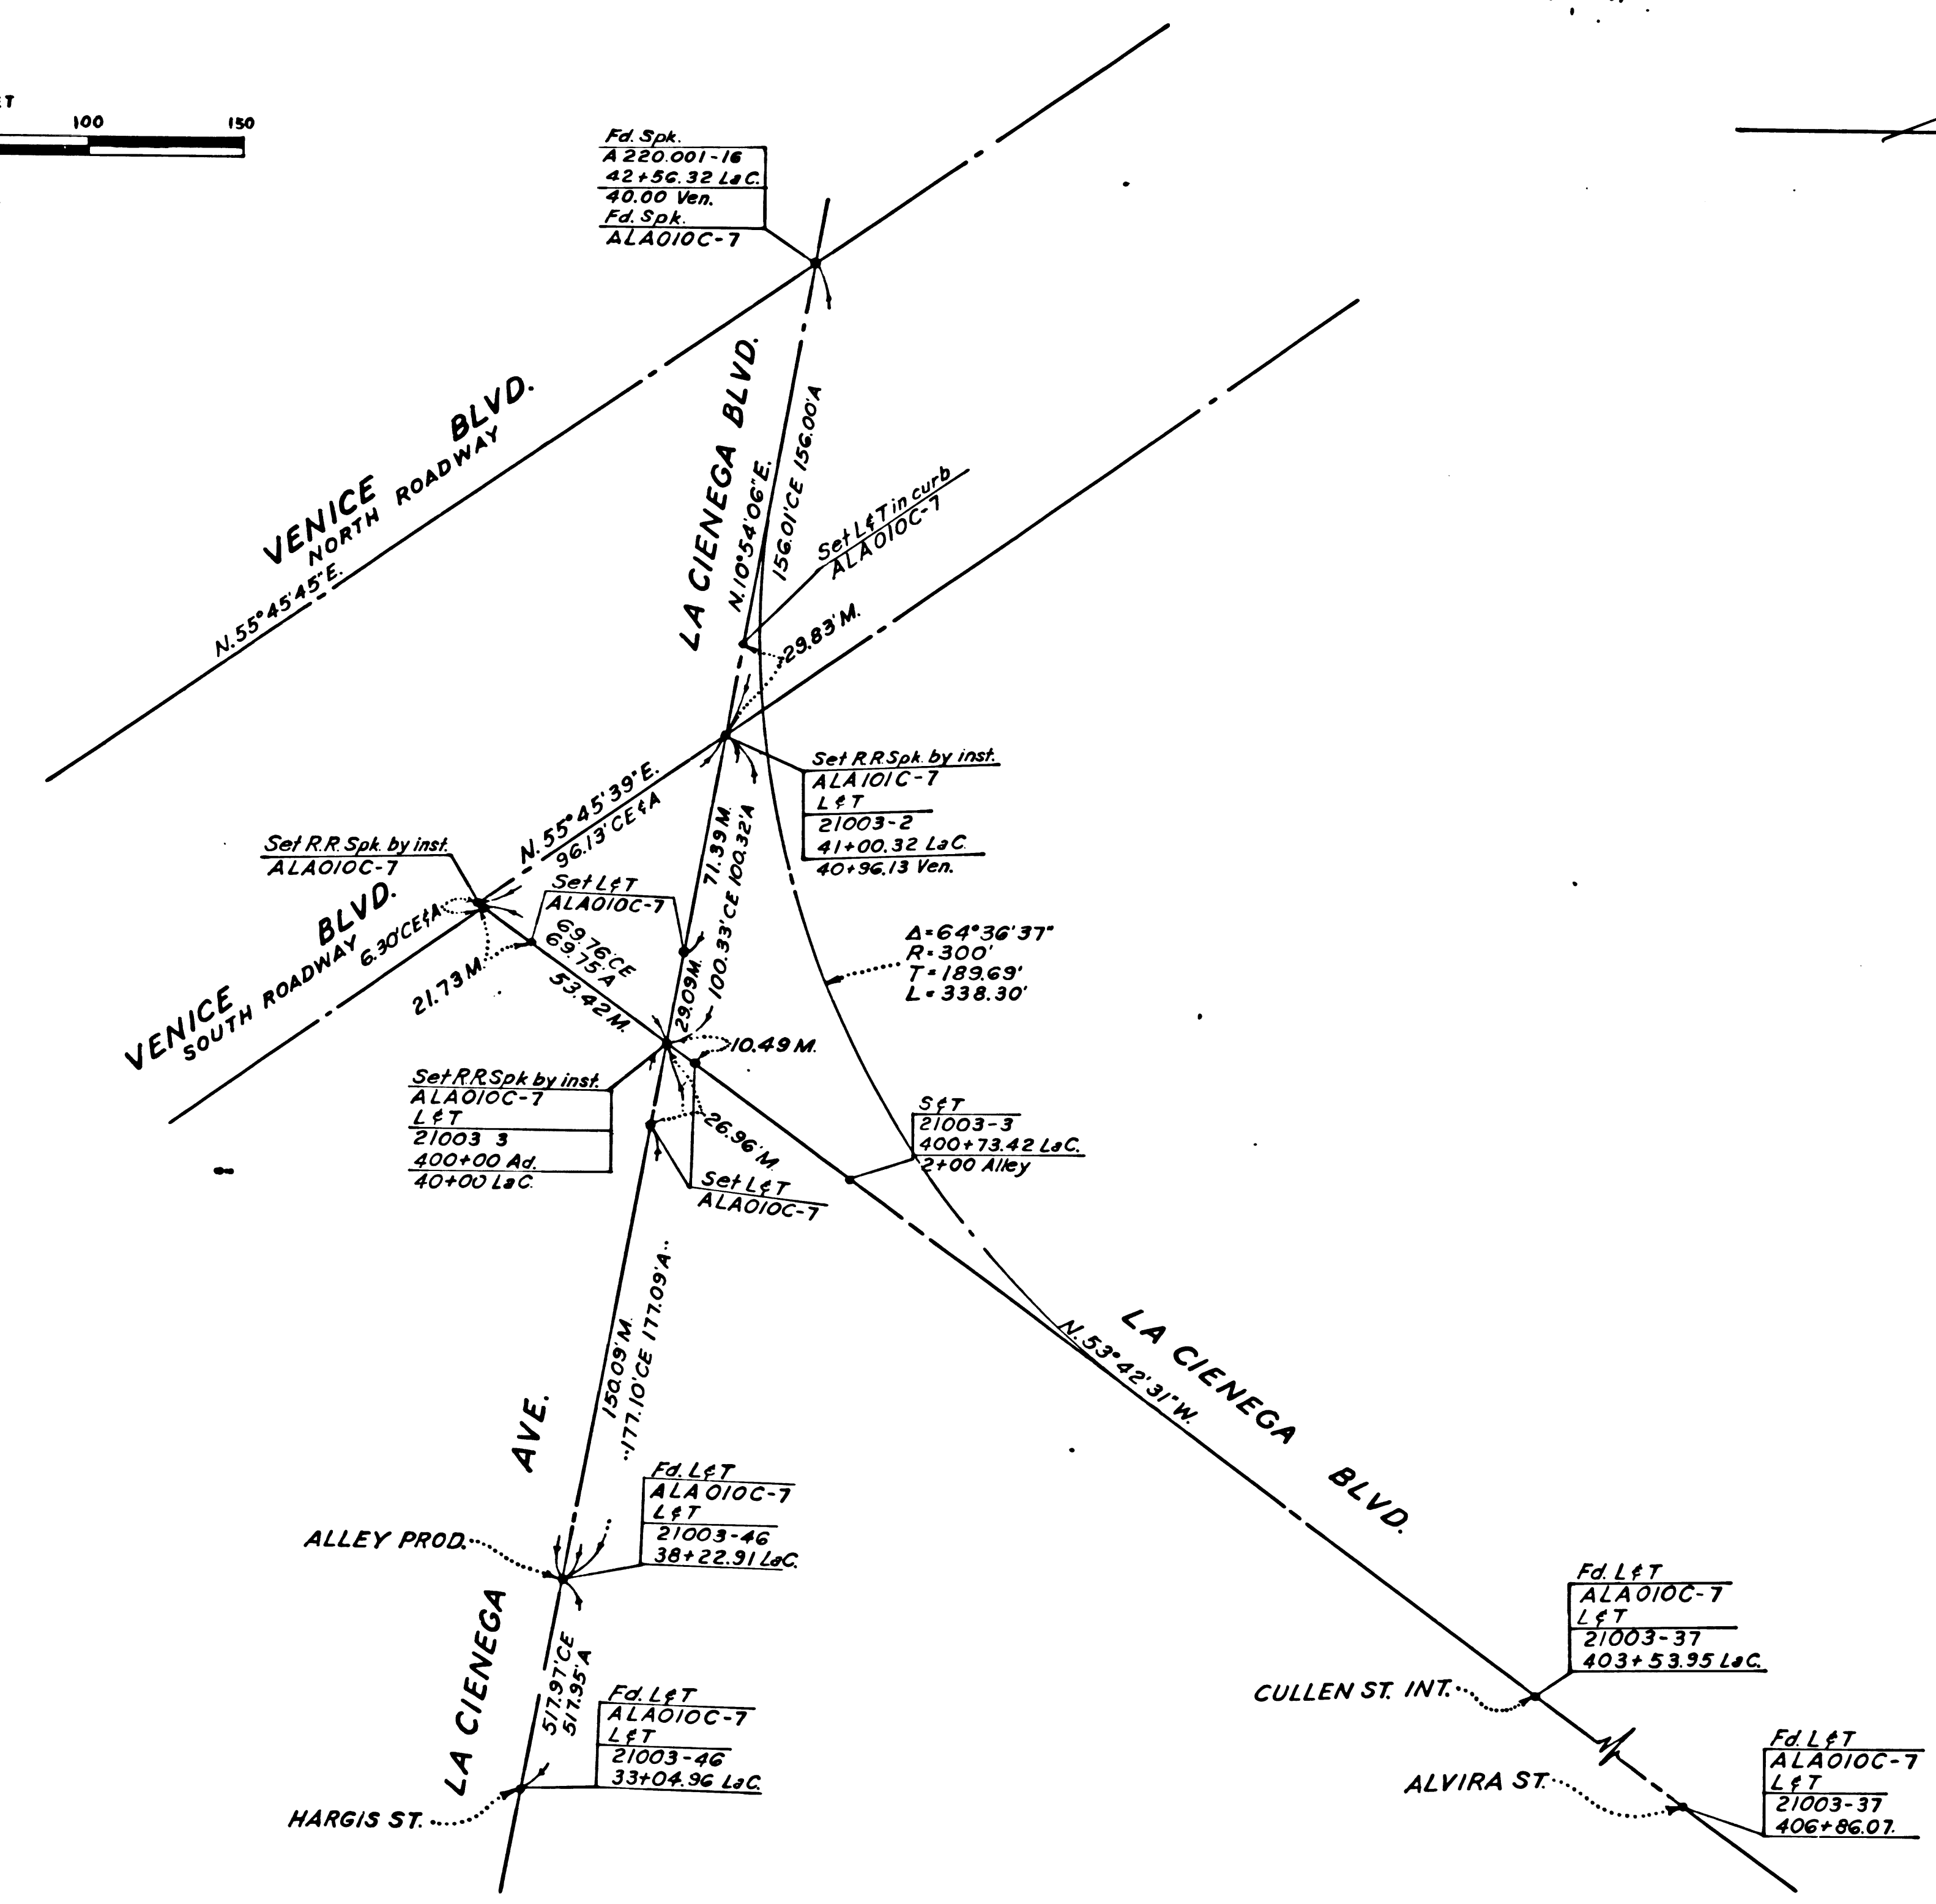 100 150
Fd. Spk.
A 220.001-16
42+56.32 LaC.
40.00 Ven.
Fd. Spk.
ALA010C-7
VENICE BLVD.
NORTH ROADWAY
N.55°45'45"E.
LA CIENEGA BLVD.
N.10°54'06"E.
156.01'CE 156.00'A
Set L&T in curb
ALA010C-7
29.83'M.
Set R.R Spk. by inst.
ALA101C-7
L&T
21003-2
41+00.32 LaC.
40+96.13 Ven.
N.55°45'39"E.
96.13'CE&A
71.39 M.
100.33'CE 100.32'A
29.09 M.
Set R.R. Spk. by inst.
ALA010C-7
Set L&T
ALA010C-7
VENICE BLVD.
SOUTH ROADWAY
6.30'CE&A
21.73 M.
69.76'CE
69.75'A
53.42 M.
Δ=64°36'37"
R=300'
T=189.69'
L=338.30'
10.49 M.
Set R.R.Spk by inst.
ALA010C-7
L&T
21003 3
400+00 Ad.
40+00 LaC.
26.96'M.
Set L&T
ALA010C-7
S&T
21003-3
400+73.42 LaC.
2+00 Alley
150.09'M.
177.10'CE 177.09'A
LA CIENEGA BLVD.
N.53°42'31"W.
LA CIENEGA AVE.
ALLEY PROD.
Fd. L&T
ALA010C-7
L&T
21003-46
38+22.91 LaC.
517.97'CE
517.95'A
Fd. L&T
ALA010C-7
L&T
21003-46
33+04.96 LaC.
HARGIS ST.
Fd. L&T
ALA010C-7
L&T
21003-37
403+53.95 LaC.
CULLEN ST. INT.
Fd. L&T
ALA010C-7
L&T
21003-37
406+86.07.
ALVIRA ST.